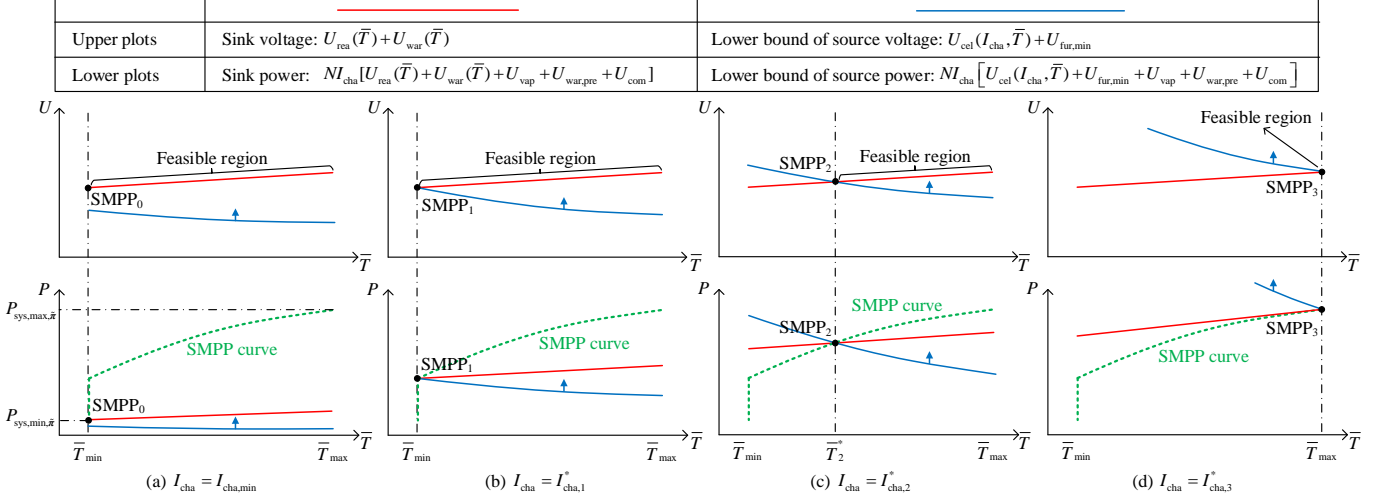 Upper plots Sink voltage: U_rea(T̅)+U_war(T̅) Lower bound of source voltage: U_cel(I_cha,T̅)+U_fur,min
Lower plots Sink power: NI_cha[U_rea(T̅)+U_war(T̅)+U_vap+U_war,pre+U_com] Lower bound of source power: NI_cha[U_cel(I_cha,T̅)+U_fur,min+U_vap+U_war,pre+U_com]
U
Feasible region
SMPP_0
T̅
P
P_sys,max,π̃
SMPP curve
SMPP_0
P_sys,min,π̃
T̅
T̅_min
T̅_max
(a) I_cha = I_cha,min
U
Feasible region
SMPP_1
T̅
P
SMPP curve
SMPP_1
T̅
T̅_min
T̅_max
(b) I_cha = I*_cha,1
U
SMPP_2
Feasible region
T̅
P
SMPP curve
SMPP_2
T̅
T̅_min
T̅*_2
T̅_max
(c) I_cha = I*_cha,2
U
Feasible region
SMPP_3
T̅
P
SMPP_3
SMPP curve
T̅
T̅_min
T̅_max
(d) I_cha = I*_cha,3